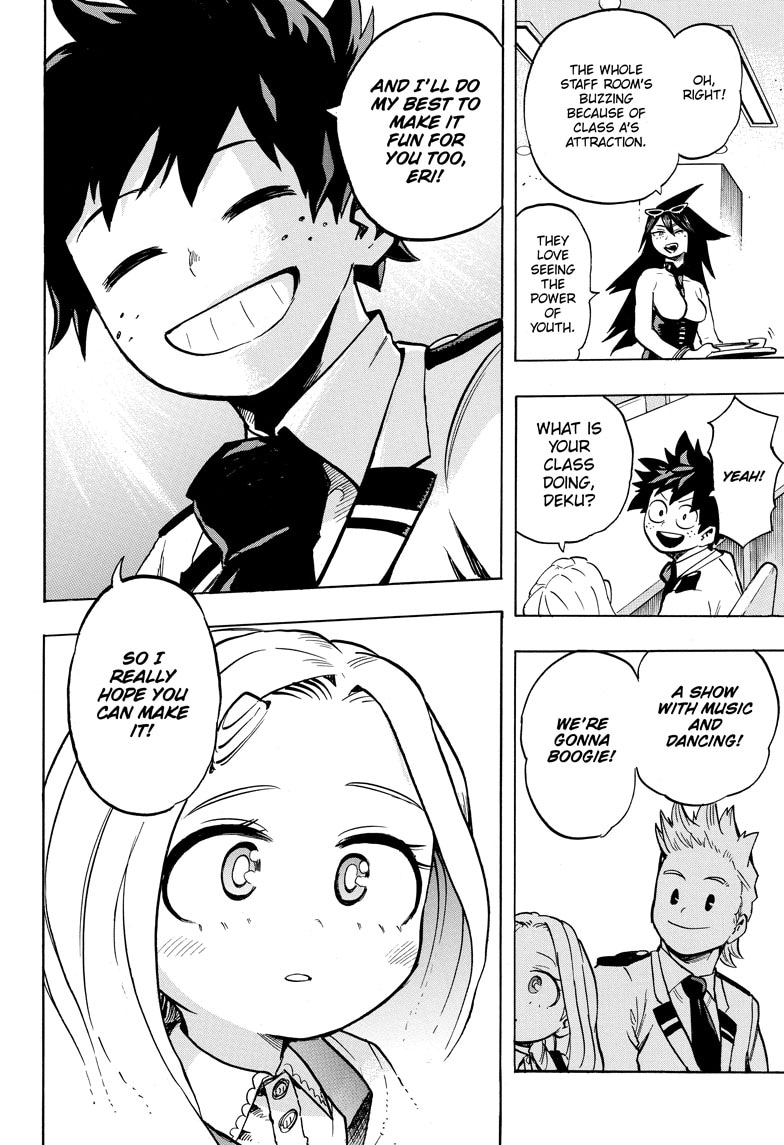 OH,
RIGHT!
THE WHOLE
STAFF ROOM'S
BUZZING
BECAUSE OF
CLASS A'S
ATTRACTION.
THEY
LOVE
SEEING
THE
POWER
OF
YOUTH.
YEAH!
WHAT IS
YOUR
CLASS
DOING,
DEKU?
A SHOW
WITH MUSIC
AND
DANCING!
WE'RE
GONNA
BOOGIE!
AND I'LL DO
MY BEST TO
MAKE IT
FUN FOR
YOU TOO,
ERI!
SO I
REALLY
HOPE YOU
CAN MAKE
IT!